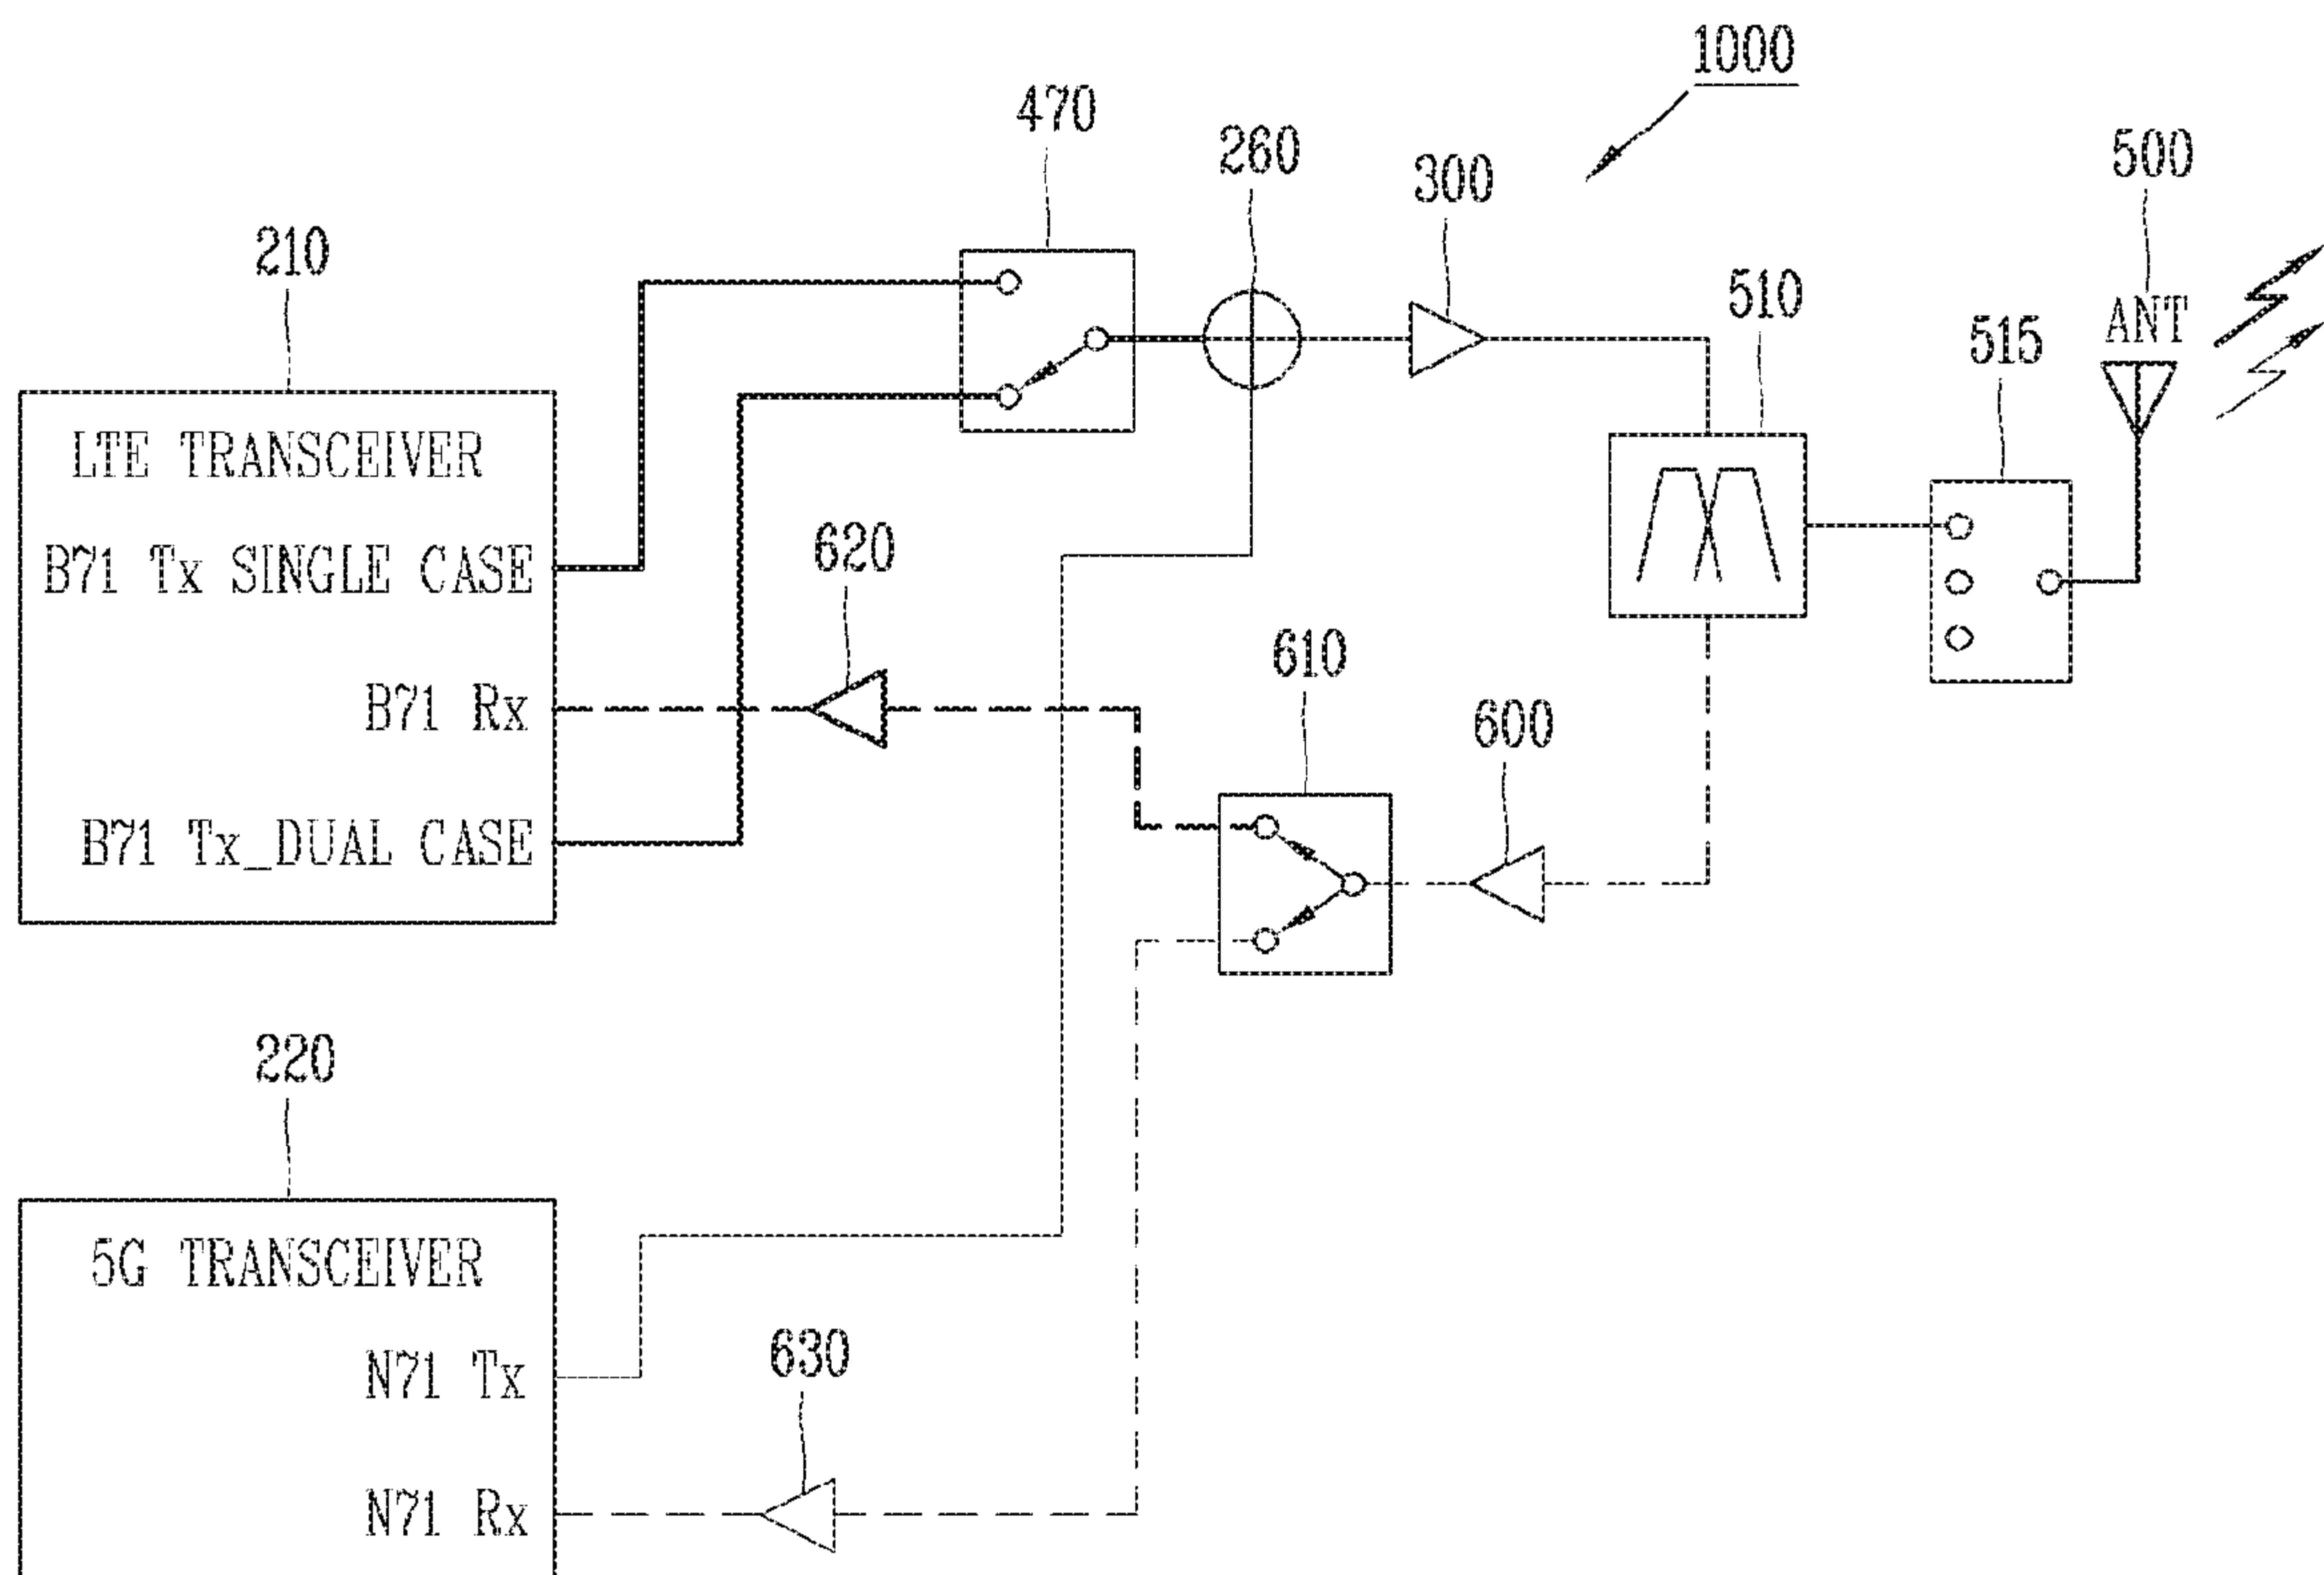 1000
470
260
300
500
210
510
ANT
515
LTE TRANSCEIVER
B71 Tx SINGLE CASE
620
610
B71 Rx
600
B71 Tx_DUAL CASE
220
5G TRANSCEIVER
N71 Tx
630
N71 Rx